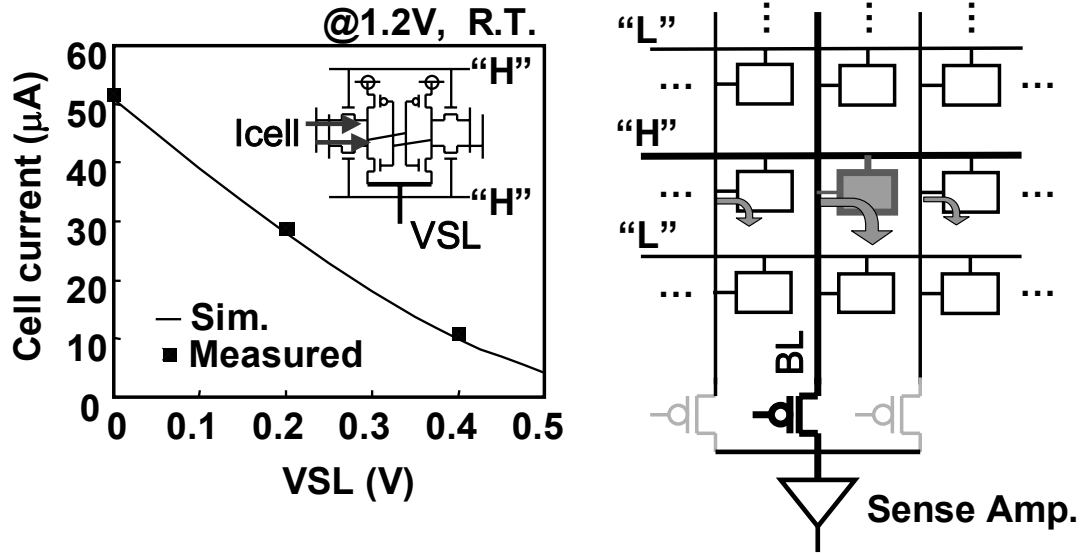 @1.2V, R.T.
60
50
40
30
20
10
0
Cell current (μA)
0 0.1 0.2 0.3 0.4 0.5
VSL (V)
— Sim.
■ Measured
“H”
Icell
“H”
VSL
“L”
“H”
“L”
... ... ...
... ...
... ...
... ...
BL
Sense Amp.